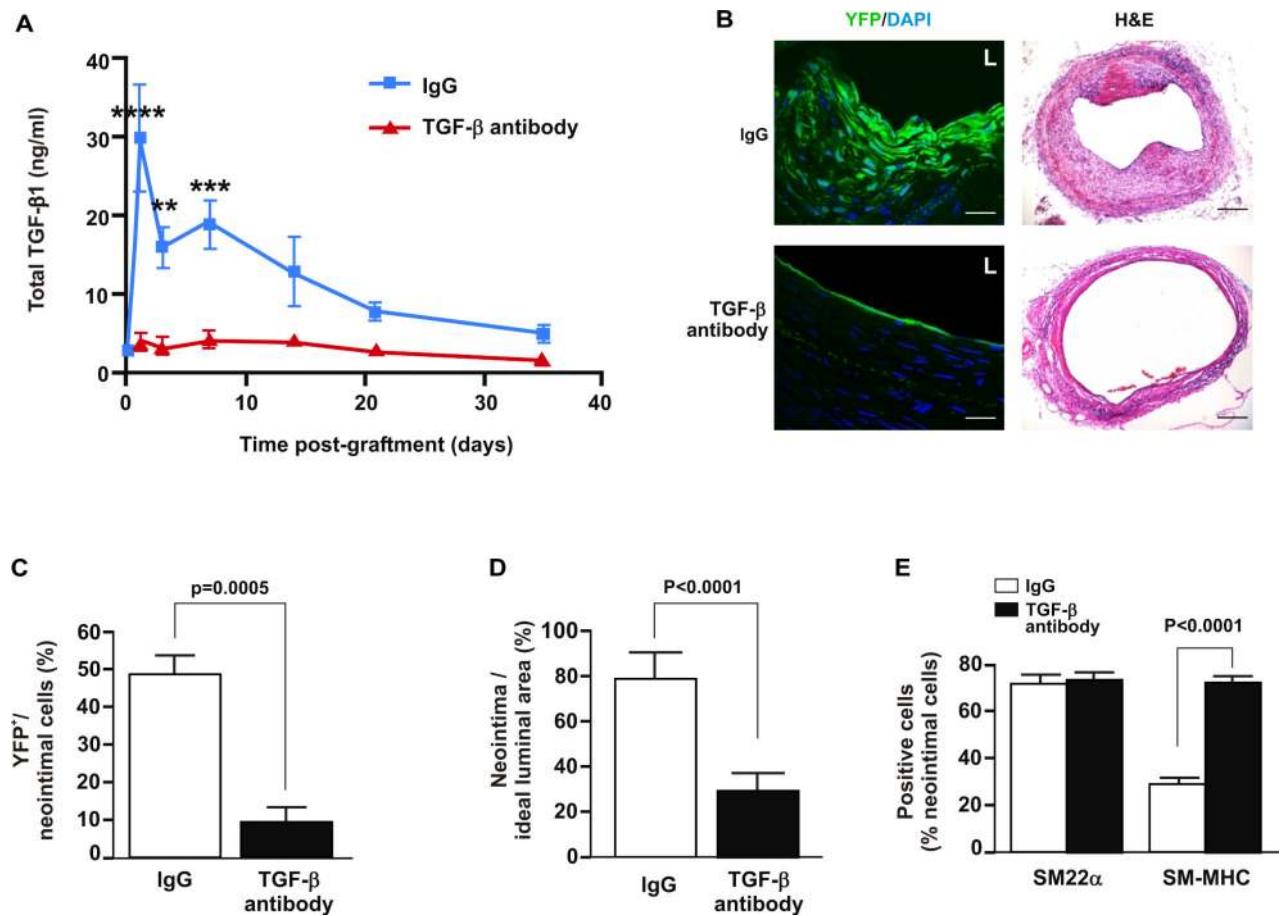 A
Total TGF-β1 (ng/ml)
40
30
20
10
0
****
**
***
IgG
TGF-β antibody
0 10 20 30 40
Time post-graftment (days)
B
YFP/DAPI
H&E
IgG
L
TGF-β
antibody
L
C
p=0.0005
YFP⁺/
neointimal cells (%)
60
50
40
30
20
10
0
IgG
TGF-β
antibody
D
P<0.0001
Neointima /
ideal luminal area (%)
100
80
60
40
20
0
IgG
TGF-β
antibody
E
IgG
TGF-β
antibody
P<0.0001
Positive cells
(% neointimal cells)
80
60
40
20
0
SM22α
SM-MHC